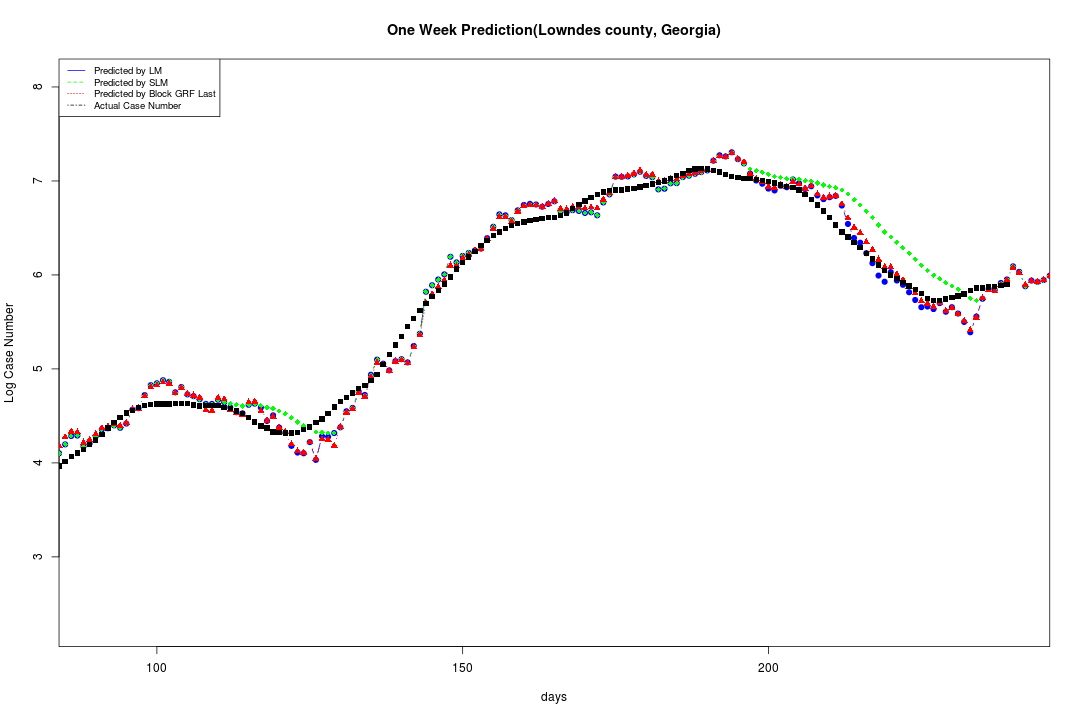 One Week Prediction(Lowndes county, Georgia)
Predicted by LM
Predicted by SLM
Predicted by Block GRF Last
Actual Case Number
8
7
6
5
4
3
Log Case Number
100 150 200
days